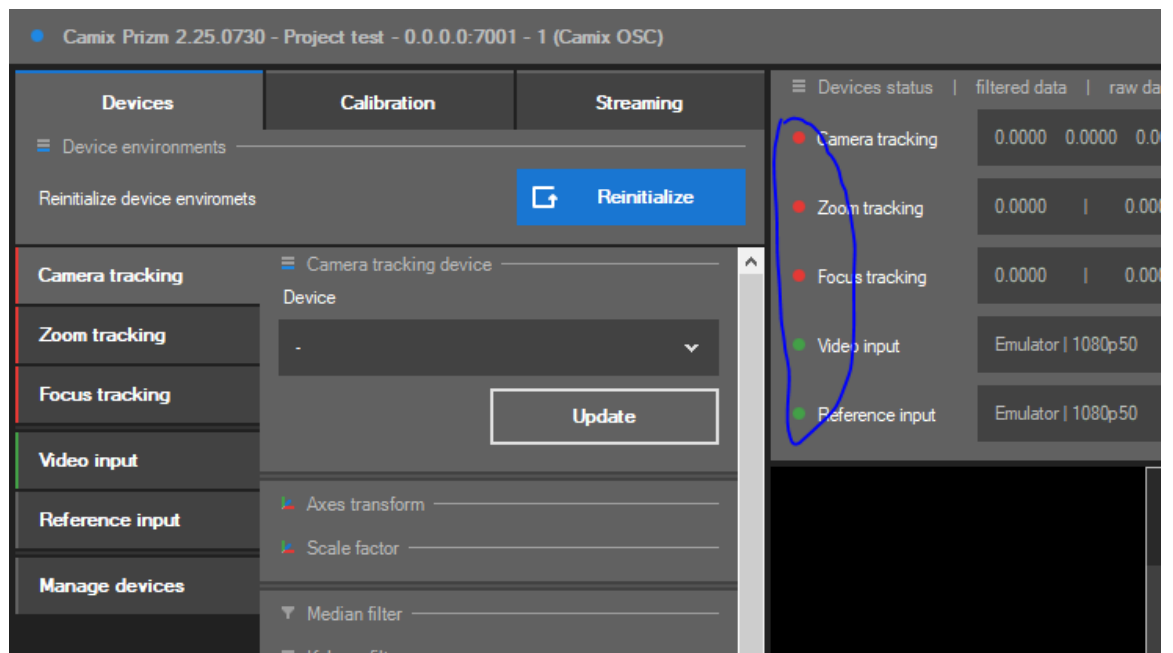 Camix Prizm 2.25.0730 - Project test - 0.0.0.0:7001 - 1 (Camix OSC)
Devices
Calibration
Streaming
Device environments
Reinitialize device enviromets
Reinitialize
Camera tracking
Zoom tracking
Focus tracking
Video input
Reference input
Manage devices
Camera tracking device
Device
-
Update
Axes transform
Scale factor
Median filter
Devices status | filtered data | raw da
Camera tracking 0.0000 0.0000 0.0
Zoom tracking 0.0000 | 0.000
Focus tracking 0.0000 | 0.000
Video input Emulator | 1080p50
Reference input Emulator | 1080p50